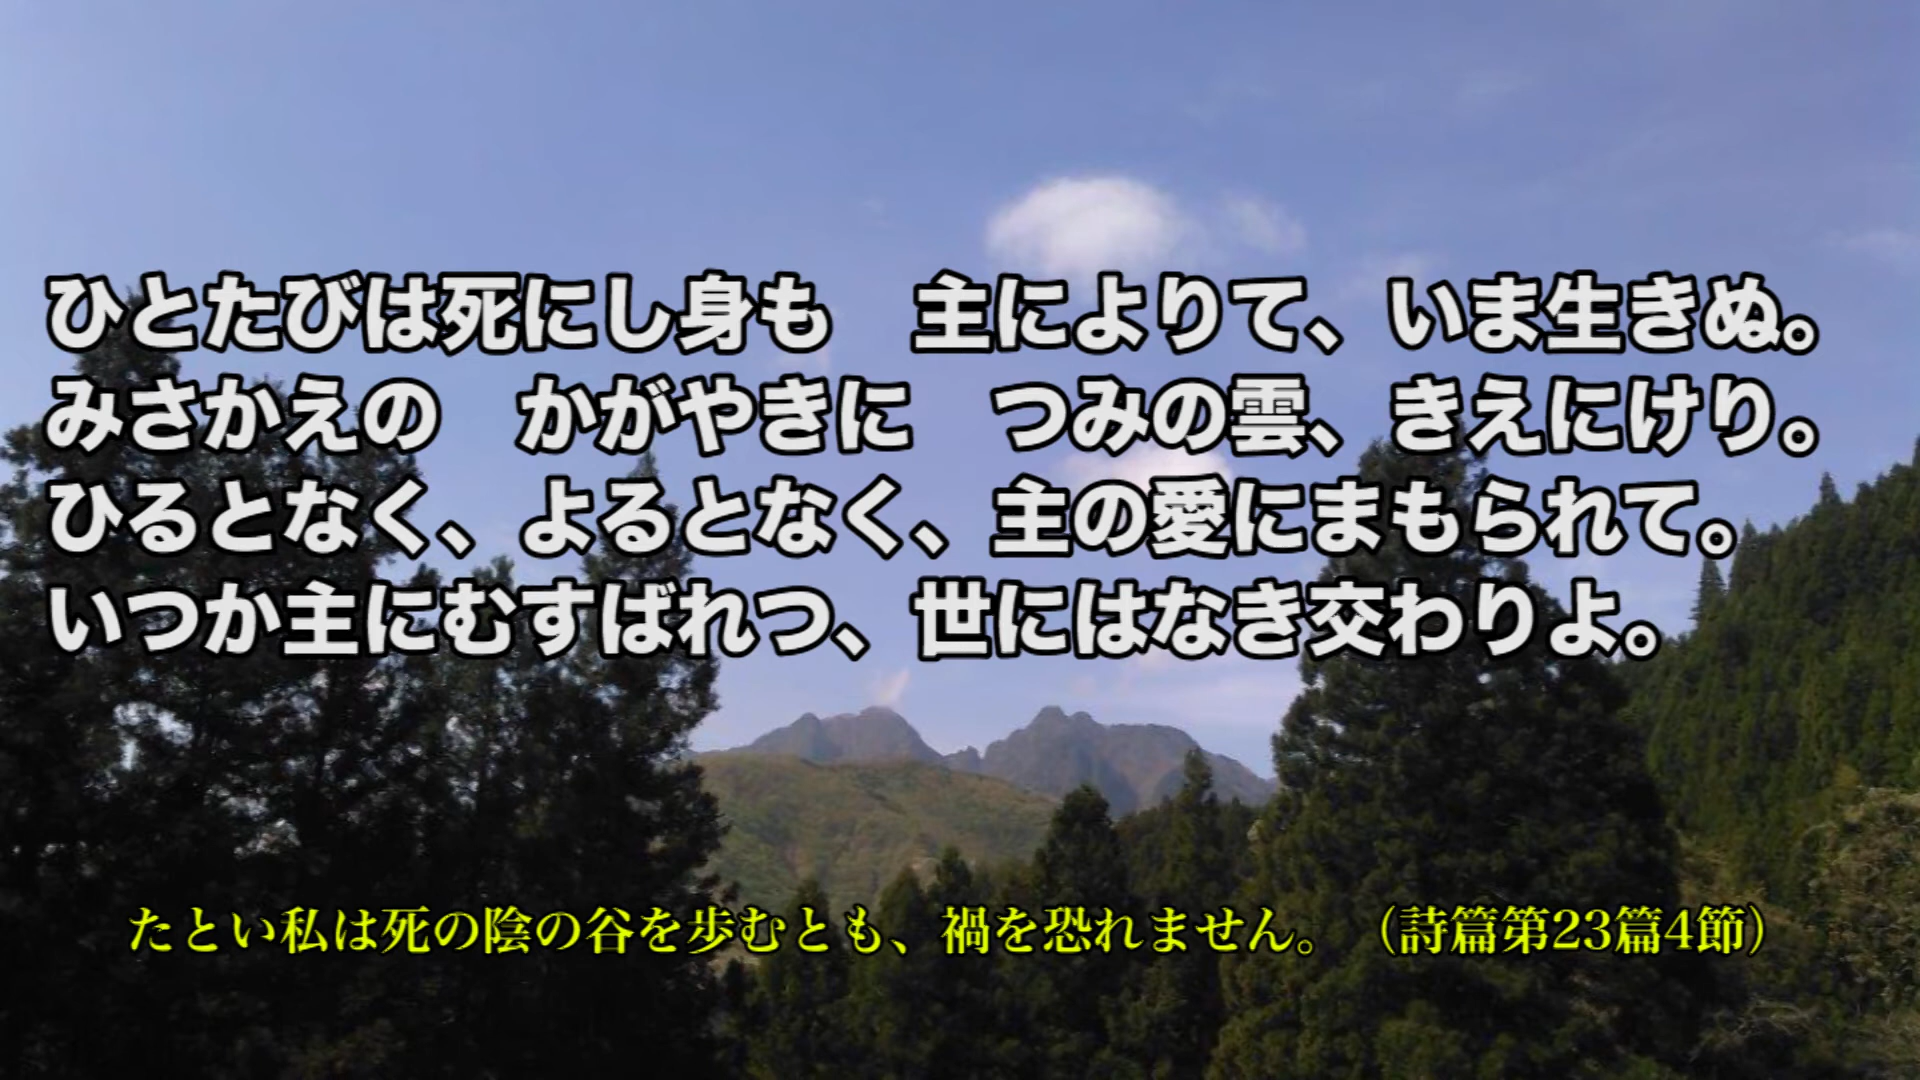 ひとたびは死にし身も　主によりて、いま生きぬ。
みさかえの　かがやきに　つみの雲、きえにけり。
ひるとなく、よるとなく、主の愛にまもられて。
いつか主にむすばれつ、世にはなき交わりよ。
たとい私は死の陰の谷を歩むとも、禍を恐れません。　（詩篇第23篇4節）